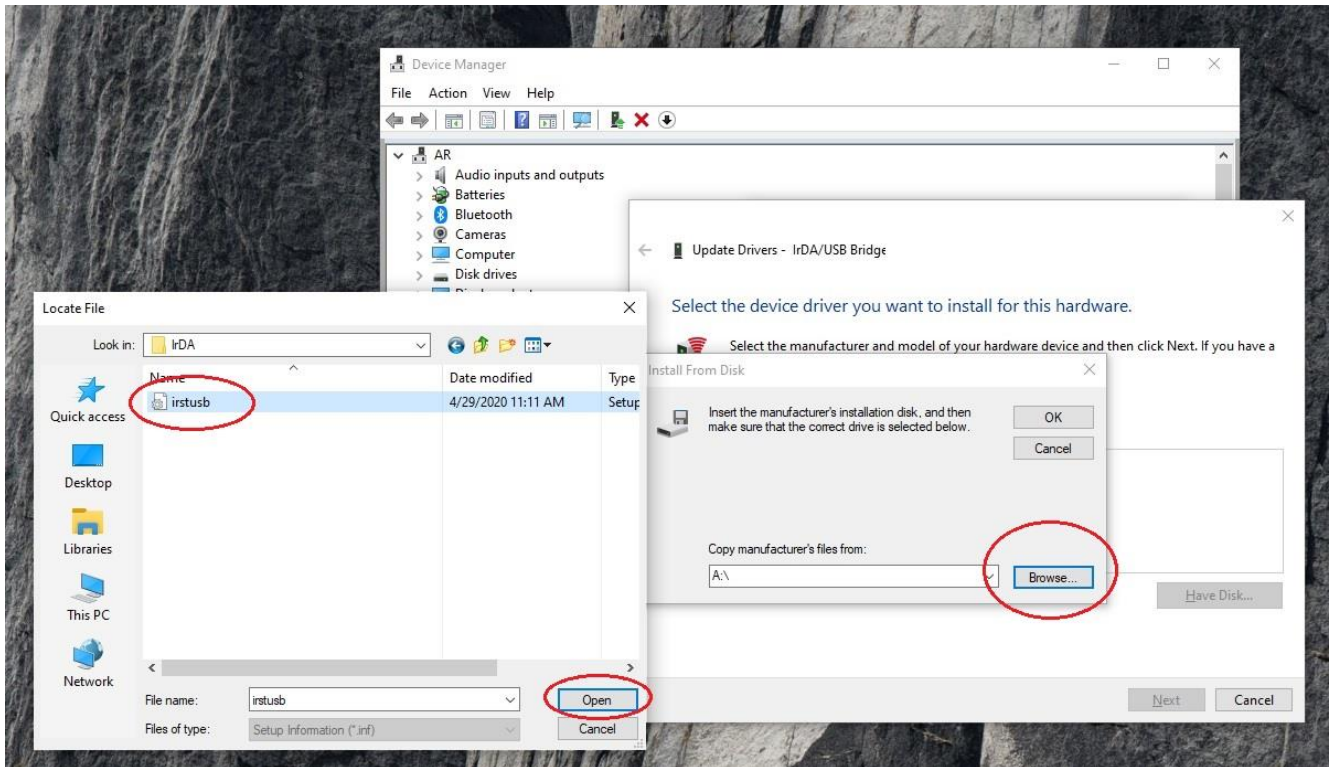 Device Manager
File Action View Help
AR
Audio inputs and outputs
Batteries
Bluetooth
Cameras
Computer
Disk drives
Update Drivers - IrDA/USB Bridge
Select the device driver you want to install for this hardware.
Select the manufacturer and model of your hardware device and then click Next. If you have a
Locate File
Look in: IrDA
Name Date modified Type
irstusb 4/29/2020 11:11 AM Setup
Quick access
Desktop
Libraries
This PC
Network
File name: irstusb Open
Files of type: Setup Information (*.inf) Cancel
Install From Disk
Insert the manufacturer's installation disk, and then
make sure that the correct drive is selected below.
OK
Cancel
Copy manufacturer's files from:
A:\ Browse...
Have Disk...
Next Cancel